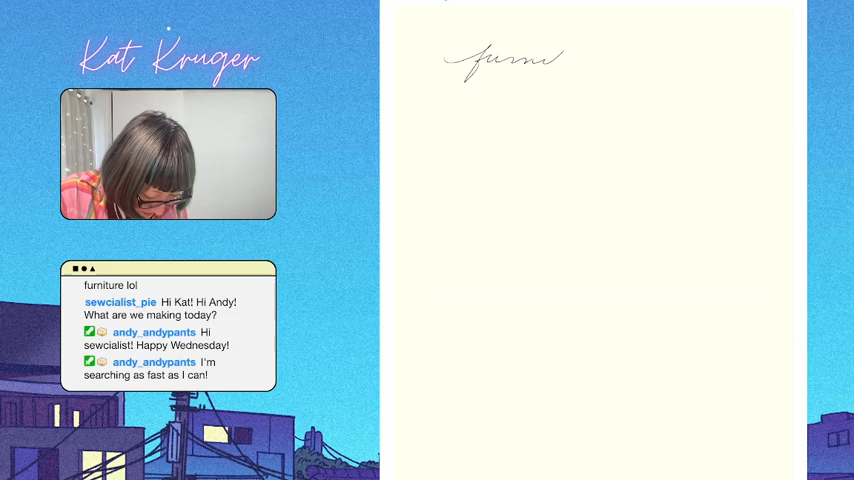 Kat Kruger
furniture lol
sewcialist_pie Hi Kat! Hi Andy!
What are we making today?
andy_andypants Hi
sewcialist! Happy Wednesday!
andy_andypants I'm
searching as fast as I can!